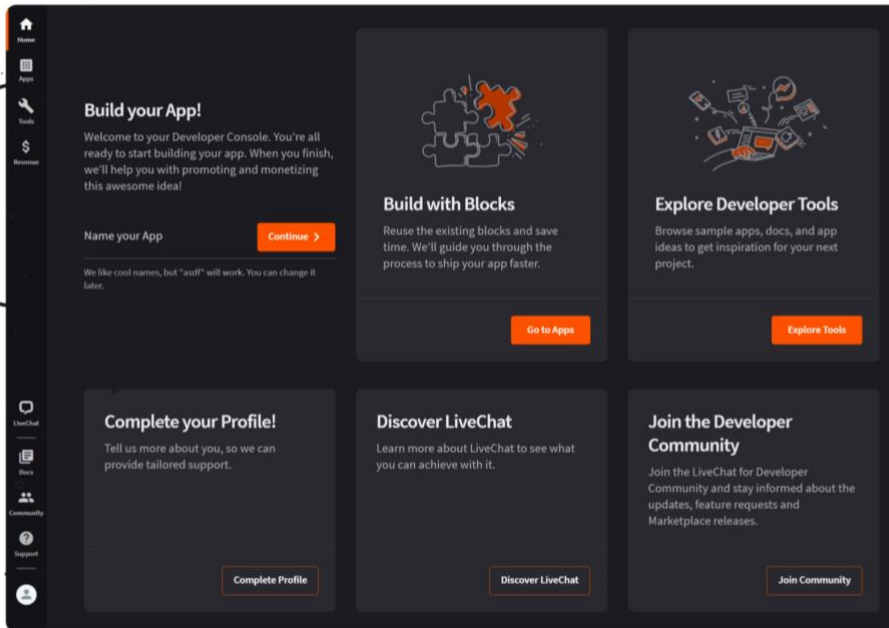 Home
Apps
Tools
Revenue
LiveChat
Docs
Community
Support
Build your App!
Welcome to your Developer Console. You're all
ready to start building your app. When you finish,
we'll help you with promoting and monetizing
this awesome idea!
Name your App
Continue
We like cool names, but "asdf" will work. You can change it
later.
Build with Blocks
Reuse the existing blocks and save
time. We'll guide you through the
process to ship your app faster.
Go to Apps
Explore Developer Tools
Browse sample apps, docs, and app
ideas to get inspiration for your next
project.
Explore Tools
Complete your Profile!
Tell us more about you, so we can
provide tailored support.
Complete Profile
Discover LiveChat
Learn more about LiveChat to see what
you can achieve with it.
Discover LiveChat
Join the Developer
Community
Join the LiveChat for Developer
Community and stay informed about the
updates, feature requests and
Marketplace releases.
Join Community